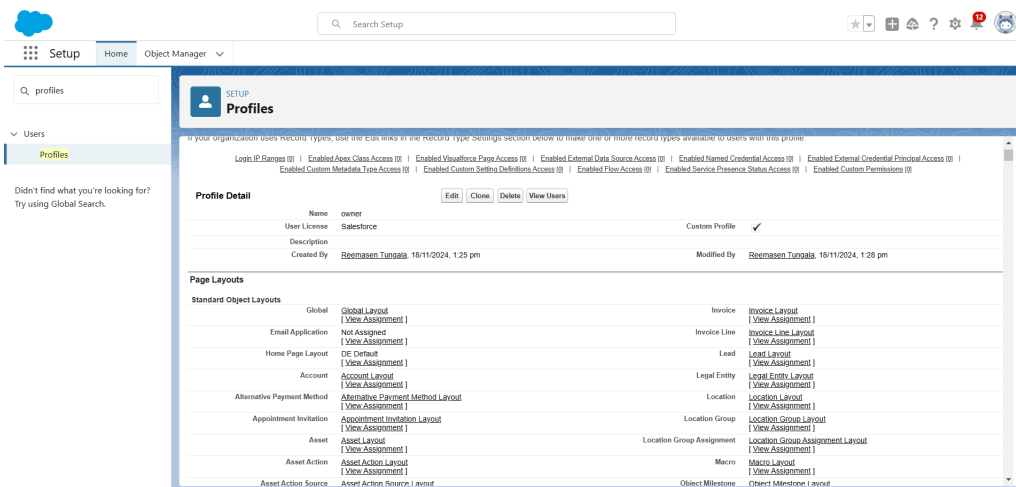 Search Setup
12
Setup
Home
Object Manager
profiles
Users
Profiles
Didn't find what you're looking for?
Try using Global Search.
SETUP
Profiles
If your organization uses Record Types, use the Edit links in the Record Type Settings section below to make one or more record types available to users with this profile.
Login IP Ranges [0] | Enabled Apex Class Access [0] | Enabled Visualforce Page Access [0] | Enabled External Data Source Access [0] | Enabled Named Credential Access [0] | Enabled External Credential Principal Access [0] |
Enabled Custom Metadata Type Access [0] | Enabled Custom Setting Definitions Access [0] | Enabled Flow Access [0] | Enabled Service Presence Status Access [0] | Enabled Custom Permissions [0]
Profile Detail
Edit Clone Delete View Users
Name owner
User License Salesforce Custom Profile ✓
Description
Created By Reemasen Tungala, 18/11/2024, 1:25 pm Modified By Reemasen Tungala, 18/11/2024, 1:28 pm
Page Layouts
Standard Object Layouts
Global Global Layout Invoice Invoice Layout
[ View Assignment ] [ View Assignment ]
Email Application Not Assigned Invoice Line Invoice Line Layout
[ View Assignment ] [ View Assignment ]
Home Page Layout DE Default Lead Lead Layout
[ View Assignment ] [ View Assignment ]
Account Account Layout Legal Entity Legal Entity Layout
[ View Assignment ] [ View Assignment ]
Alternative Payment Method Alternative Payment Method Layout Location Location Layout
[ View Assignment ] [ View Assignment ]
Appointment Invitation Appointment Invitation Layout Location Group Location Group Layout
[ View Assignment ] [ View Assignment ]
Asset Asset Layout Location Group Assignment Location Group Assignment Layout
[ View Assignment ] [ View Assignment ]
Asset Action Asset Action Layout Macro Macro Layout
[ View Assignment ] [ View Assignment ]
Asset Action Source Asset Action Source Layout Object Milestone Object Milestone Layout